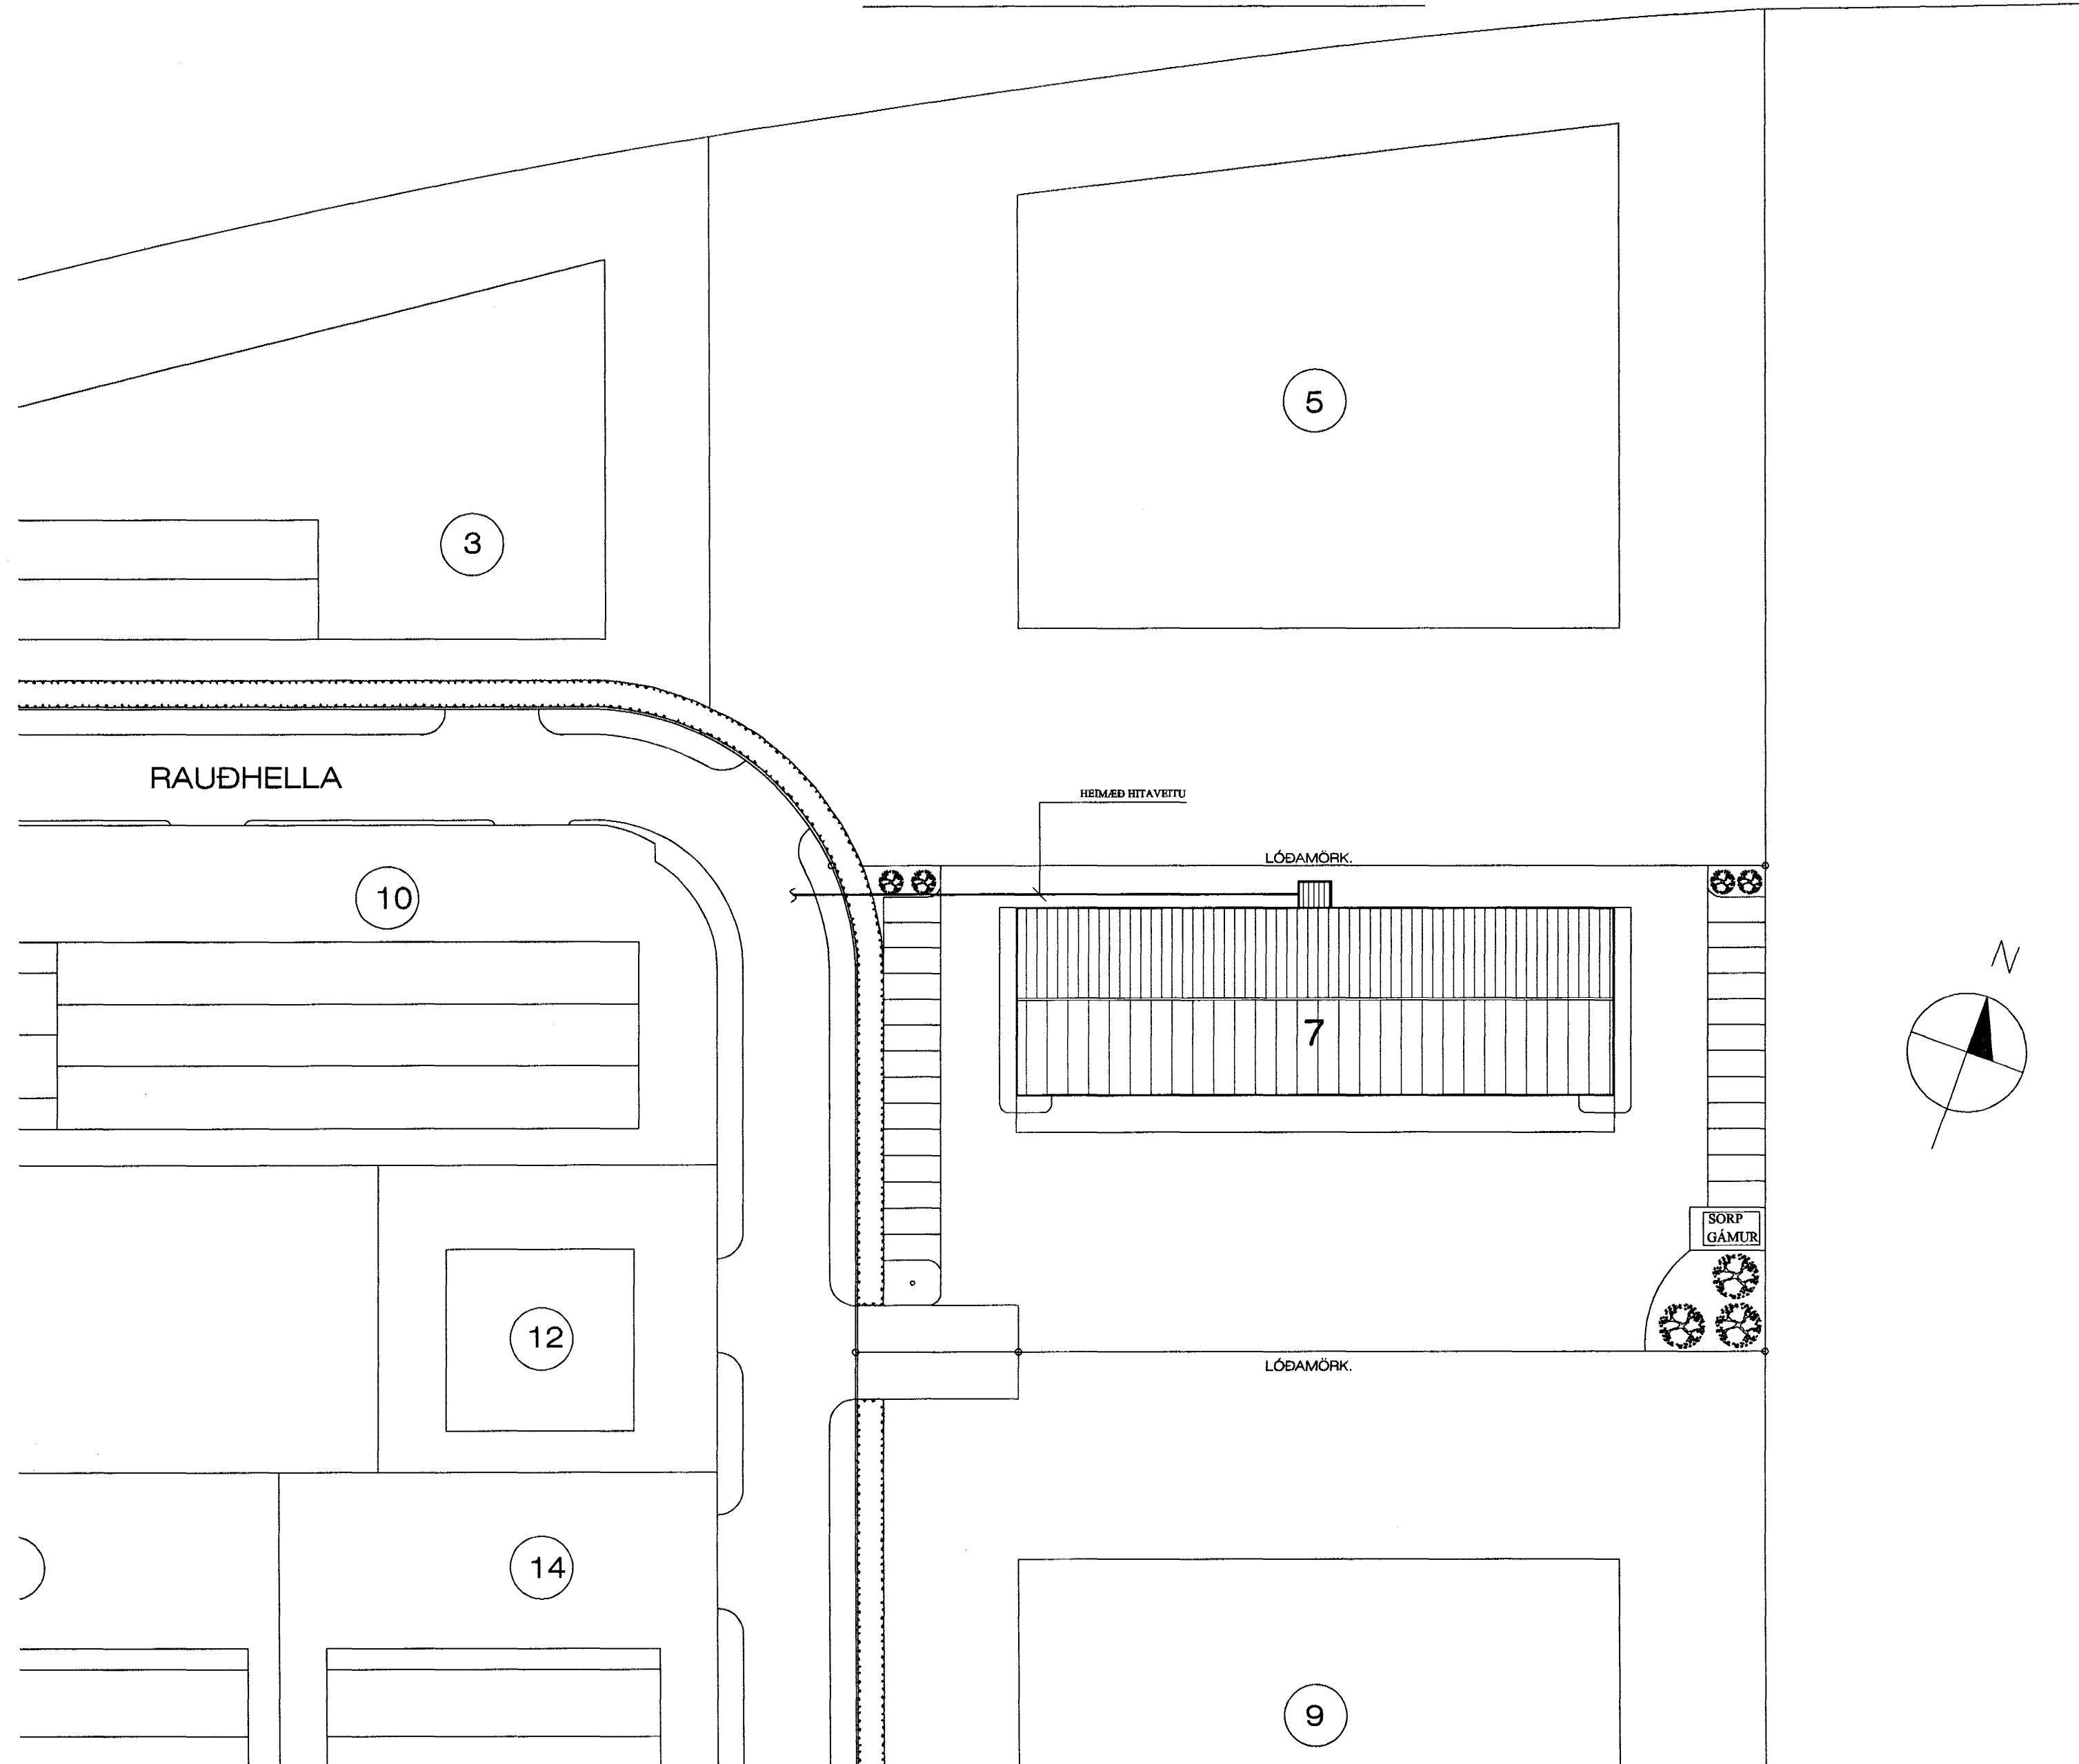 5
3
RAUÐHELLA
HEIMÆÐ HITAVEITU
LÓÐAMÖRK.
10
N
7
SORP
GÁMUR
12
LÓÐAMÖRK.
14
9